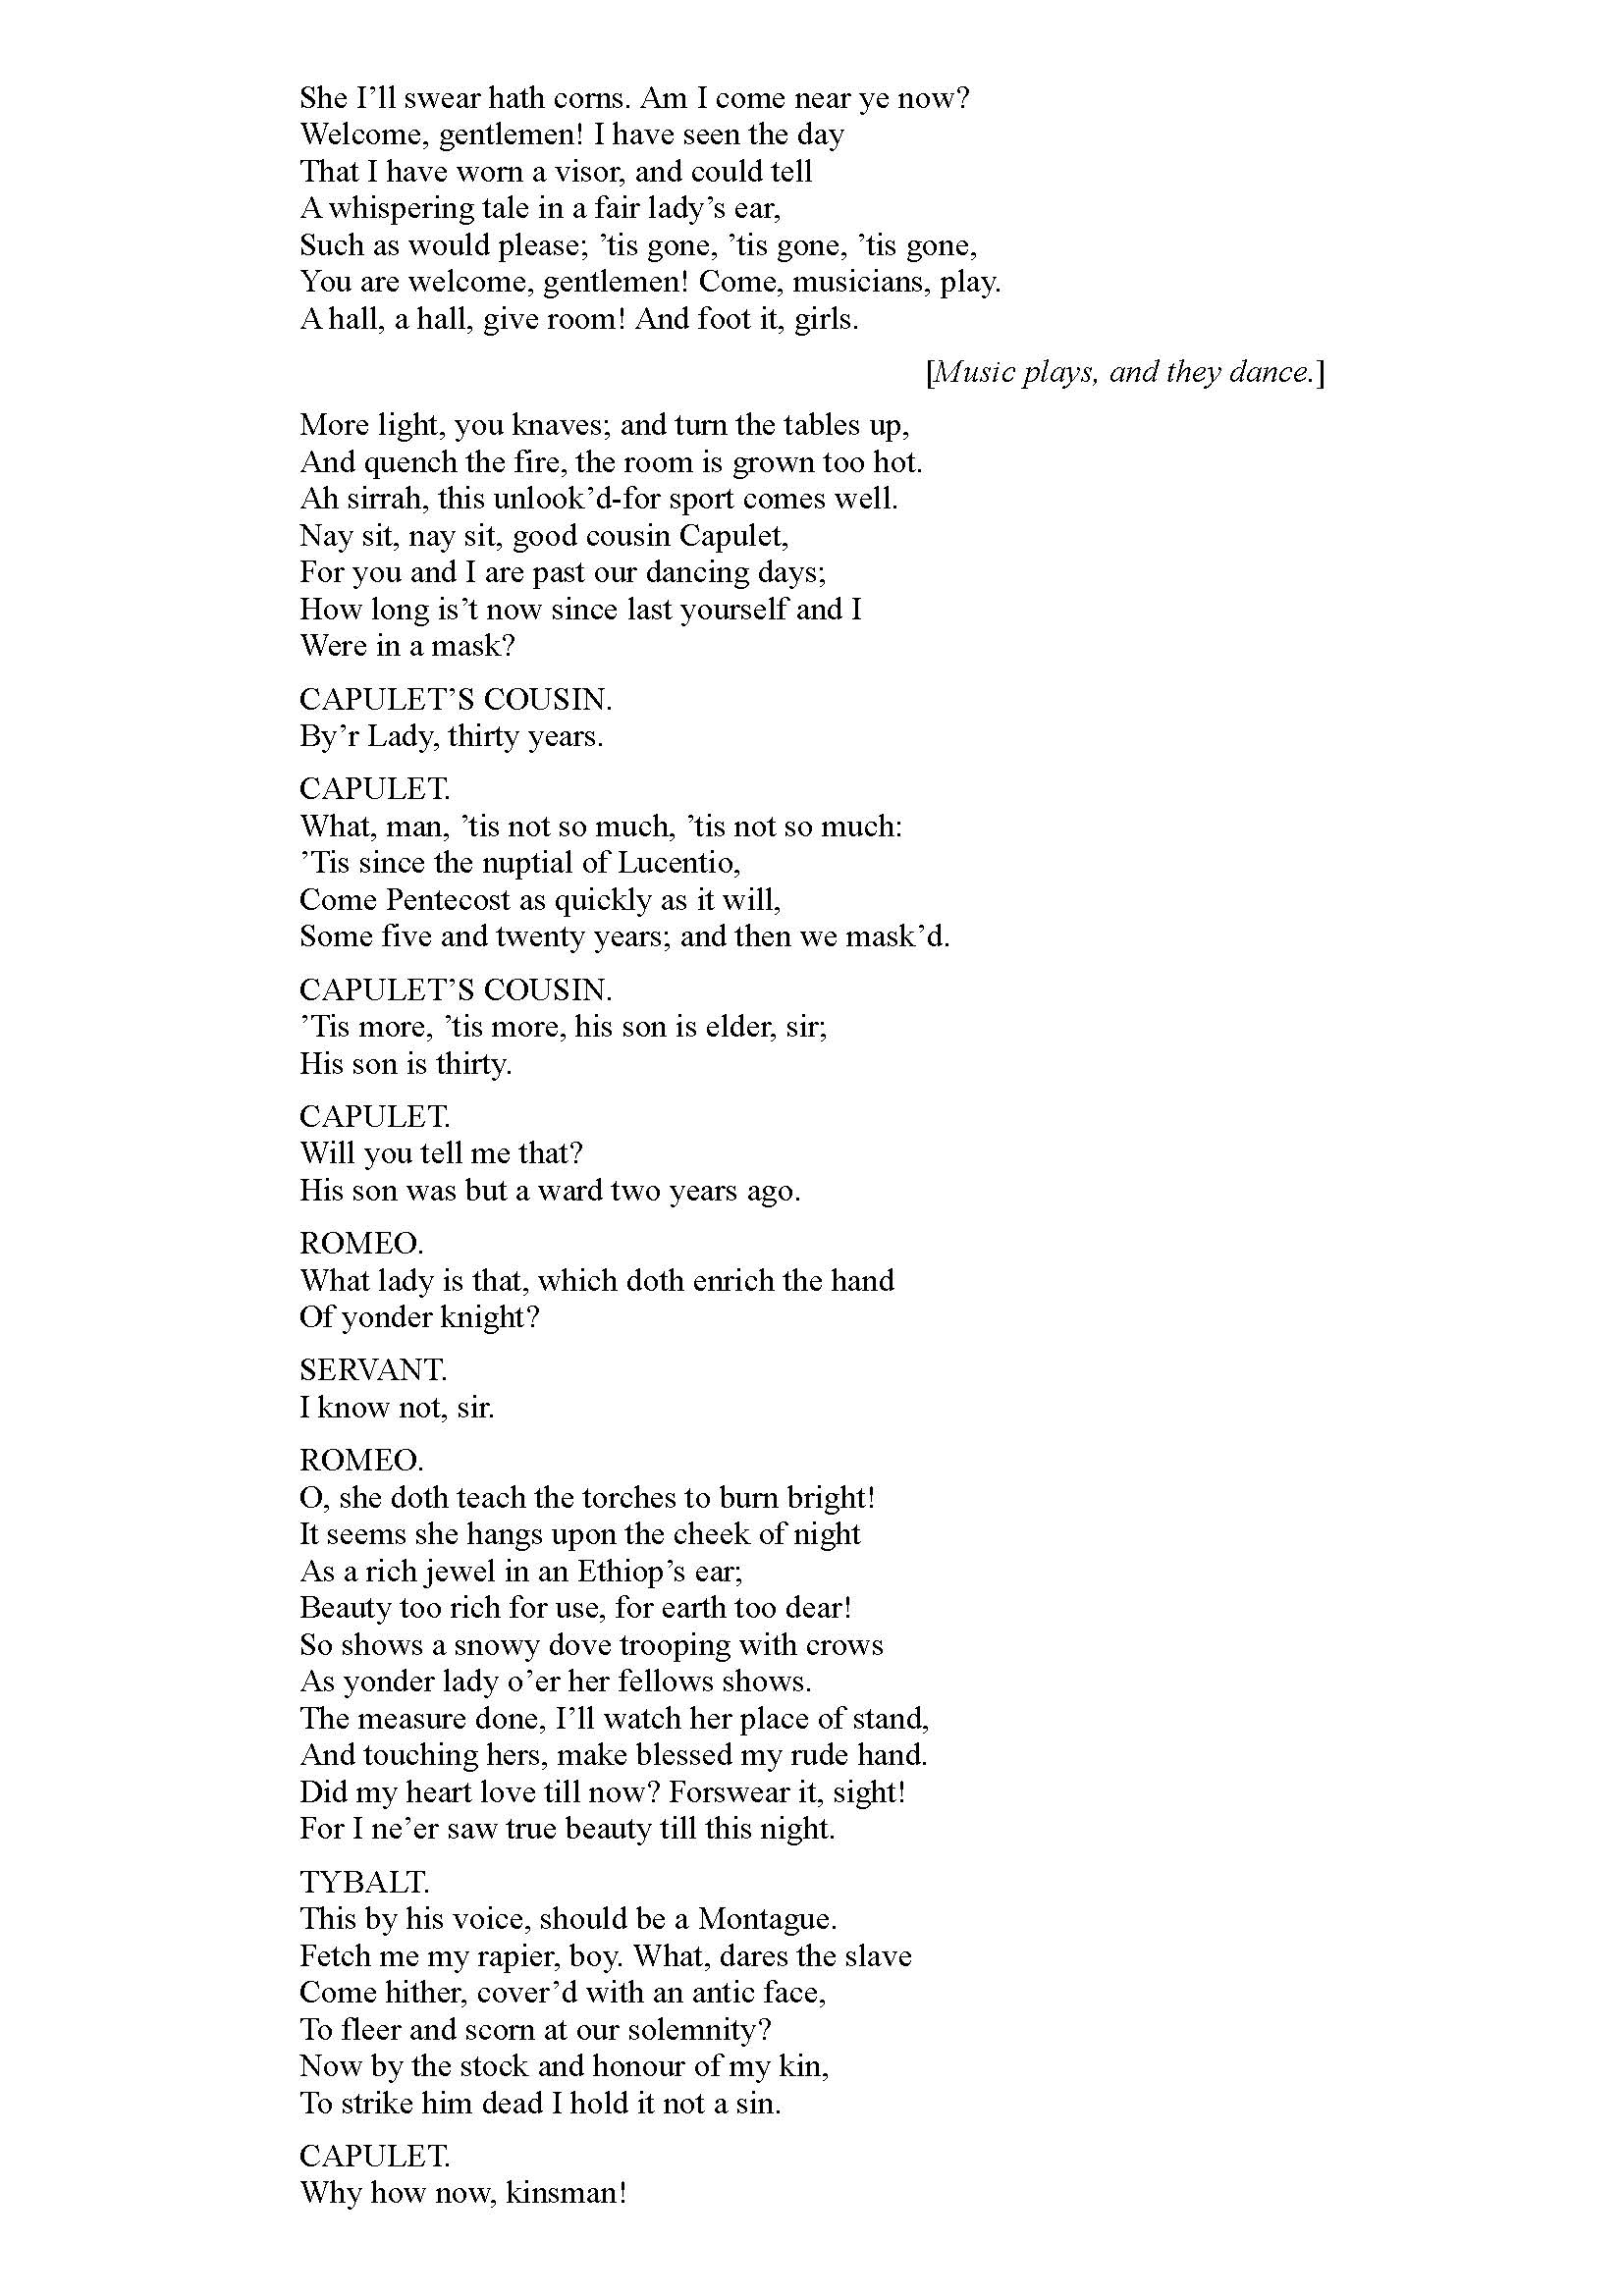 She I’ll swear hath corns. Am I come near ye now?
Welcome, gentlemen! I have seen the day
That I have worn a visor, and could tell
A whispering tale in a fair lady’s ear,
Such as would please; ’tis gone, ’tis gone, ’tis gone,
You are welcome, gentlemen! Come, musicians, play.
A hall, a hall, give room! And foot it, girls.
[Music plays, and they dance.]
More light, you knaves; and turn the tables up,
And quench the fire, the room is grown too hot.
Ah sirrah, this unlook’d-for sport comes well.
Nay sit, nay sit, good cousin Capulet,
For you and I are past our dancing days;
How long is’t now since last yourself and I
Were in a mask?
CAPULET’S COUSIN.
By’r Lady, thirty years.
CAPULET.
What, man, ’tis not so much, ’tis not so much:
’Tis since the nuptial of Lucentio,
Come Pentecost as quickly as it will,
Some five and twenty years; and then we mask’d.
CAPULET’S COUSIN.
’Tis more, ’tis more, his son is elder, sir;
His son is thirty.
CAPULET.
Will you tell me that?
His son was but a ward two years ago.
ROMEO.
What lady is that, which doth enrich the hand
Of yonder knight?
SERVANT.
I know not, sir.
ROMEO.
O, she doth teach the torches to burn bright!
It seems she hangs upon the cheek of night
As a rich jewel in an Ethiop’s ear;
Beauty too rich for use, for earth too dear!
So shows a snowy dove trooping with crows
As yonder lady o’er her fellows shows.
The measure done, I’ll watch her place of stand,
And touching hers, make blessed my rude hand.
Did my heart love till now? Forswear it, sight!
For I ne’er saw true beauty till this night.
TYBALT.
This by his voice, should be a Montague.
Fetch me my rapier, boy. What, dares the slave
Come hither, cover’d with an antic face,
To fleer and scorn at our solemnity?
Now by the stock and honour of my kin,
To strike him dead I hold it not a sin.
CAPULET.
Why how now, kinsman!